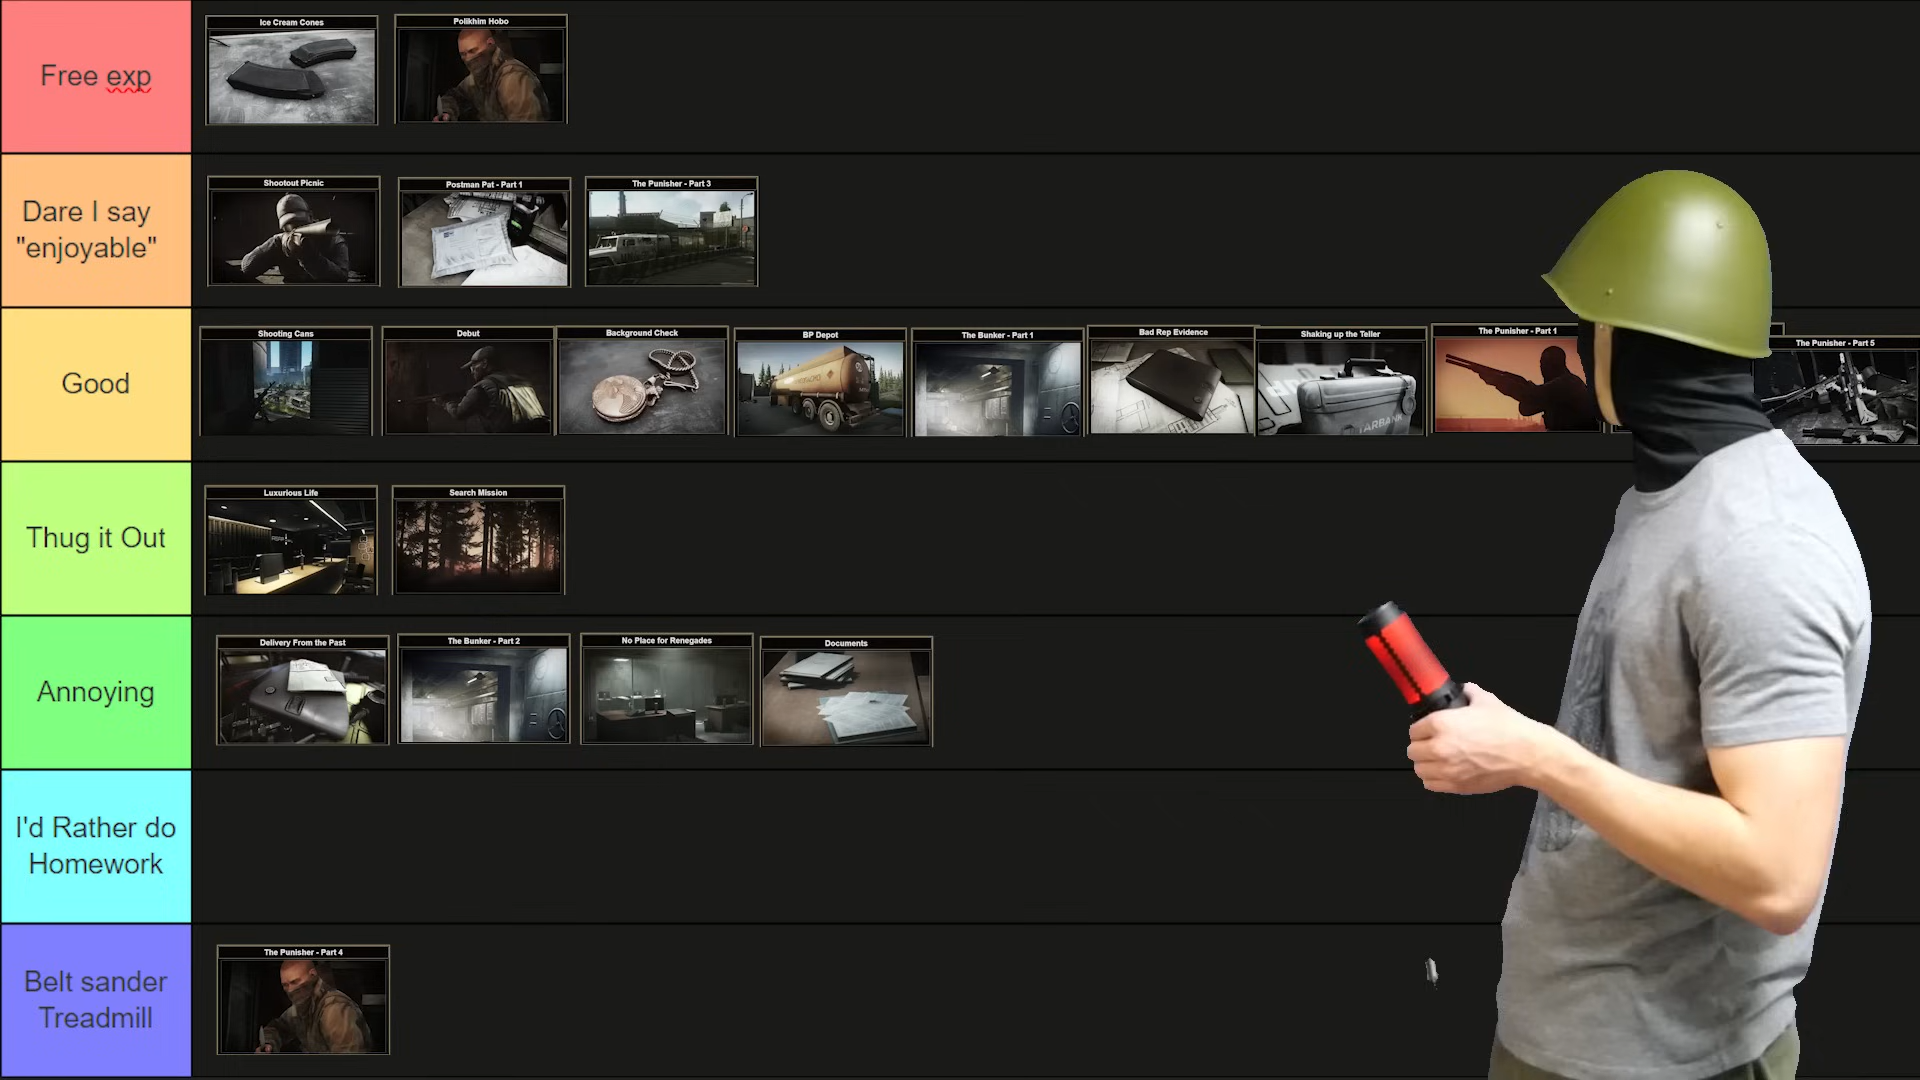 Free exp
Ice Cream Cones
Polikhim Hobo
Dare I say
"enjoyable"
Shootout Picnic
Postman Pat - Part 1
The Punisher - Part 3
Good
Shooting Cans
Debut
Background Check
BP Depot
The Bunker - Part 1
Bad Rep Evidence
Shaking up the Teller
The Punisher - Part 1
The Punisher - Part 5
TARBANK
Thug it Out
Luxurious Life
Search Mission
Annoying
Delivery From the Past
The Bunker - Part 2
No Place for Renegades
Documents
I'd Rather do
Homework
Belt sander
Treadmill
The Punisher - Part 4